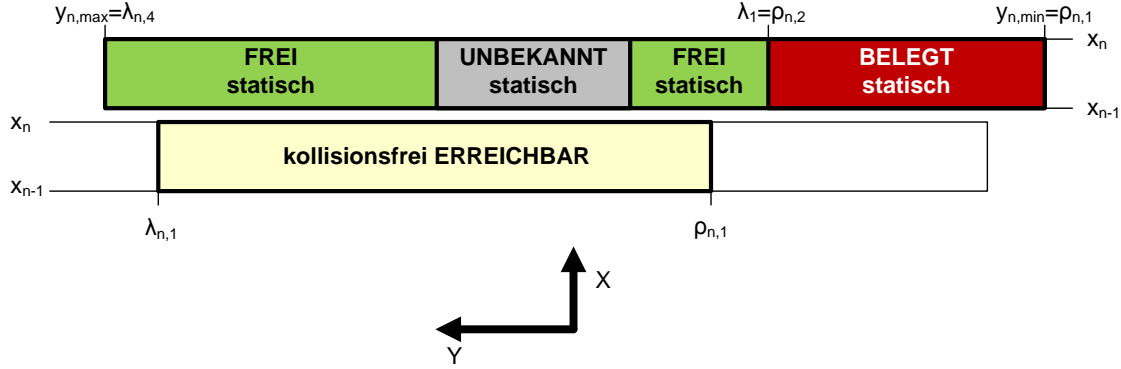 yₙ,max=λₙ,₄ λ₁=ρₙ,₂ yₙ,min=ρₙ,₁
FREI UNBEKANNT FREI BELEGT xₙ
statisch statisch statisch statisch
xₙ₋₁
xₙ
kollisionsfrei ERREICHBAR
xₙ₋₁
λₙ,₁ ρₙ,₁
X
Y